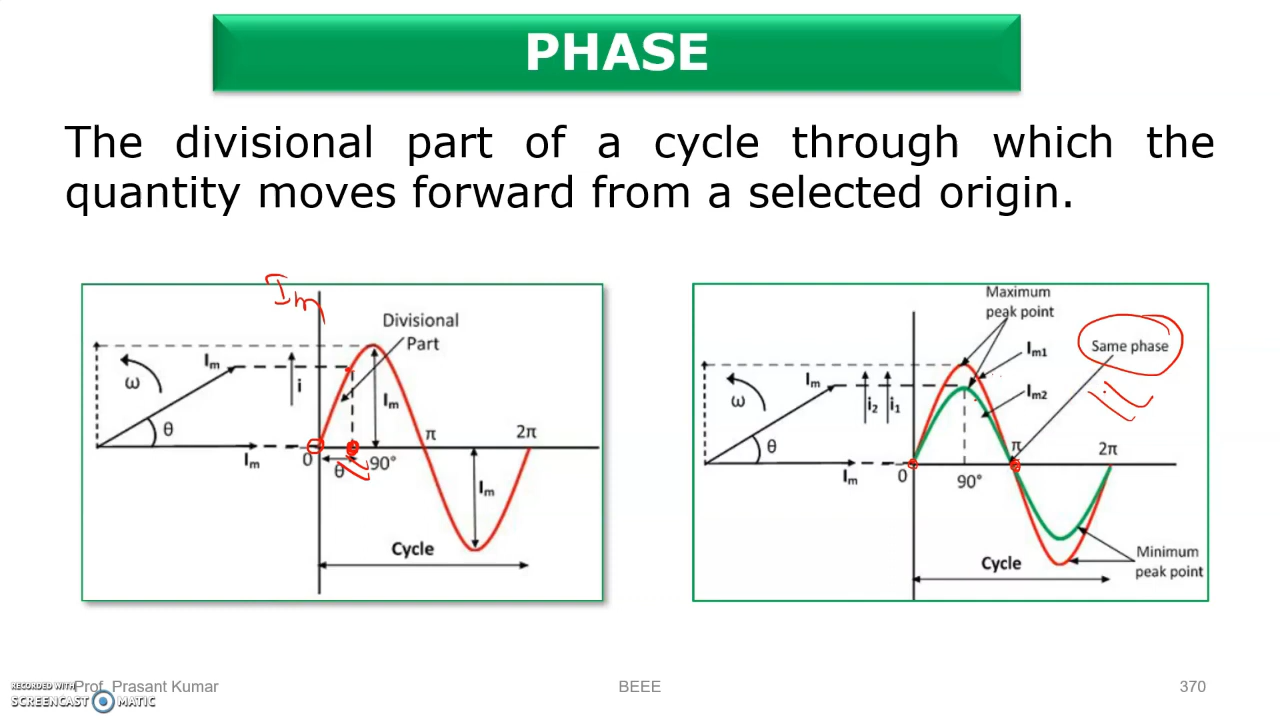 PHASE
The divisional part of a cycle through which the
quantity moves forward from a selected origin.
Im
Divisional
Part
Im
ω
i
θ
Im
Im
0
θ
90°
π
2π
Im
Cycle
Maximum
peak point
Same phase
Im1
Im
Im2
ω
i2
i1
θ
Im
0
90°
π
2π
Cycle
Minimum
peak point
RECORDED WITH
SCREENCAST MATIC
Prof. Prasant Kumar
BEEE
370